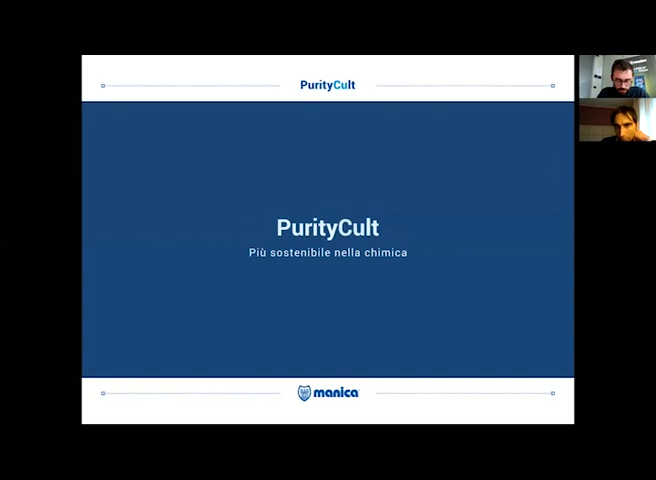 PurityCult
PurityCult
Più sostenibile nella chimica
manica